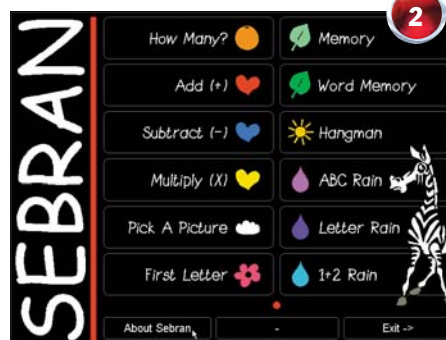 2
SEBRAN
How Many?
Memory
Add (+)
Word Memory
Subtract (-)
Hangman
Multiply (X)
ABC Rain
Pick A Picture
Letter Rain
First Letter
1+2 Rain
About Sebran
-
Exit ->